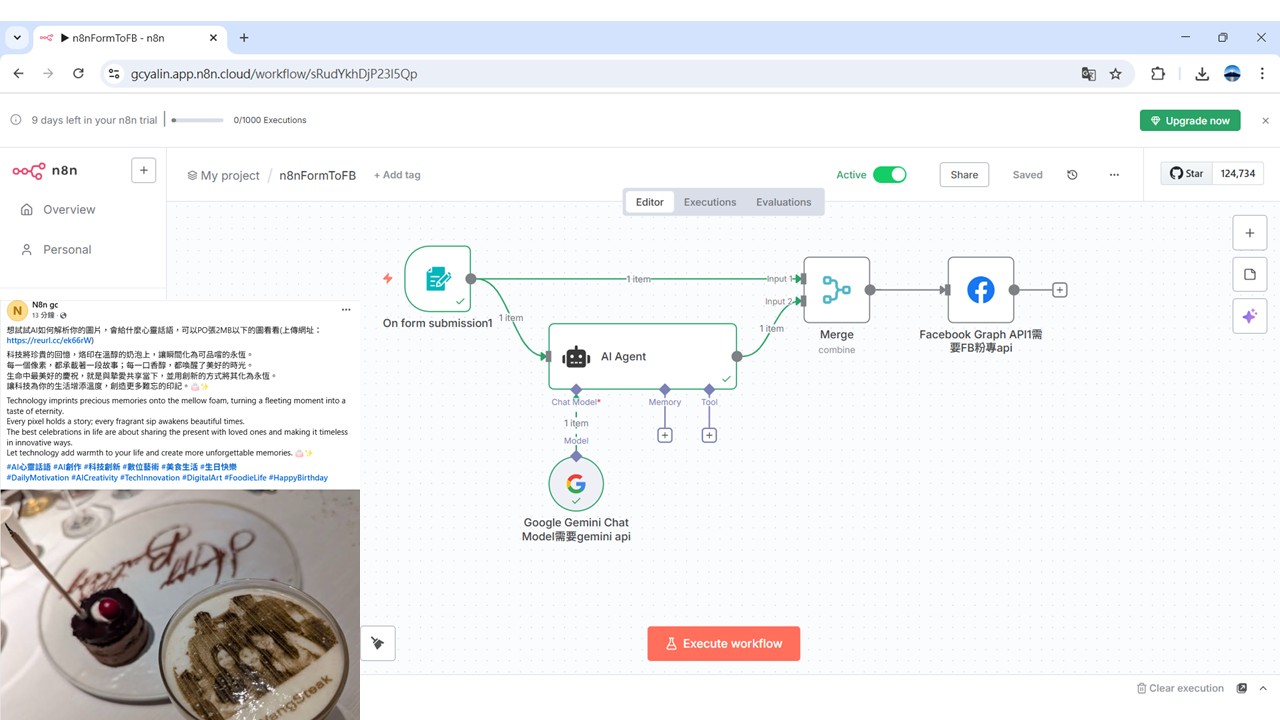 n8nFormToFB - n8n
gcyalin.app.n8n.cloud/workflow/sRudYkhDjP23I5Qp
9 days left in your n8n trial
0/1000 Executions
Upgrade now
n8n
My project / n8nFormToFB + Add tag
Active
Share
Saved
Star 124,734
Overview
Personal
Editor Executions Evaluations
On form submission1
1 item
1 item
1 item
Input 1
Input 2
AI Agent
Chat Model*
Memory
Tool
1 item
Model
Google Gemini Chat
Model需要gemini api
Merge
combine
Facebook Graph API1需
要FB粉專api
Execute workflow
Clear execution
N
N8n gc
13 分鐘 ·
想試試AI如何解析你的圖片，會給什麼心靈話語，可以PO張2MB以下的圖看看(上傳網址：
https://reurl.cc/ek66rW)
科技將珍貴的回憶，烙印在溫醇的奶泡上，讓瞬間化為可品嚐的永恆。
每一個像素，都承載著一段故事；每一口香醇，都喚醒了美好的時光。
生命中最美好的慶祝，就是與摯愛共享當下，並用創新的方式將其化為永恆。
讓科技為你的生活增添溫度，創造更多難忘的印記。🎂✨
Technology imprints precious memories onto the mellow foam, turning a fleeting moment into a
taste of eternity.
Every pixel holds a story; every fragrant sip awakens beautiful times.
The best celebrations in life are about sharing the present with loved ones and making it timeless
in innovative ways.
Let technology add warmth to your life and create more unforgettable memories. 🎂✨
#AI心靈話語 #AI創作 #科技創新 #數位藝術 #美食生活 #生日快樂
#DailyMotivation #AICreativity #TechInnovation #DigitalArt #FoodieLife #HappyBirthday
Happy